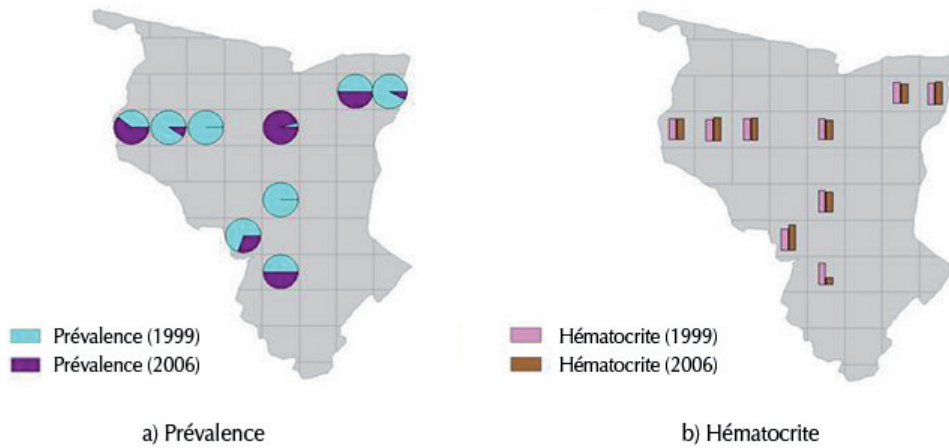 Prévalence (1999)
Prévalence (2006)
a) Prévalence
Hématocrite (1999)
Hématocrite (2006)
b) Hématocrite